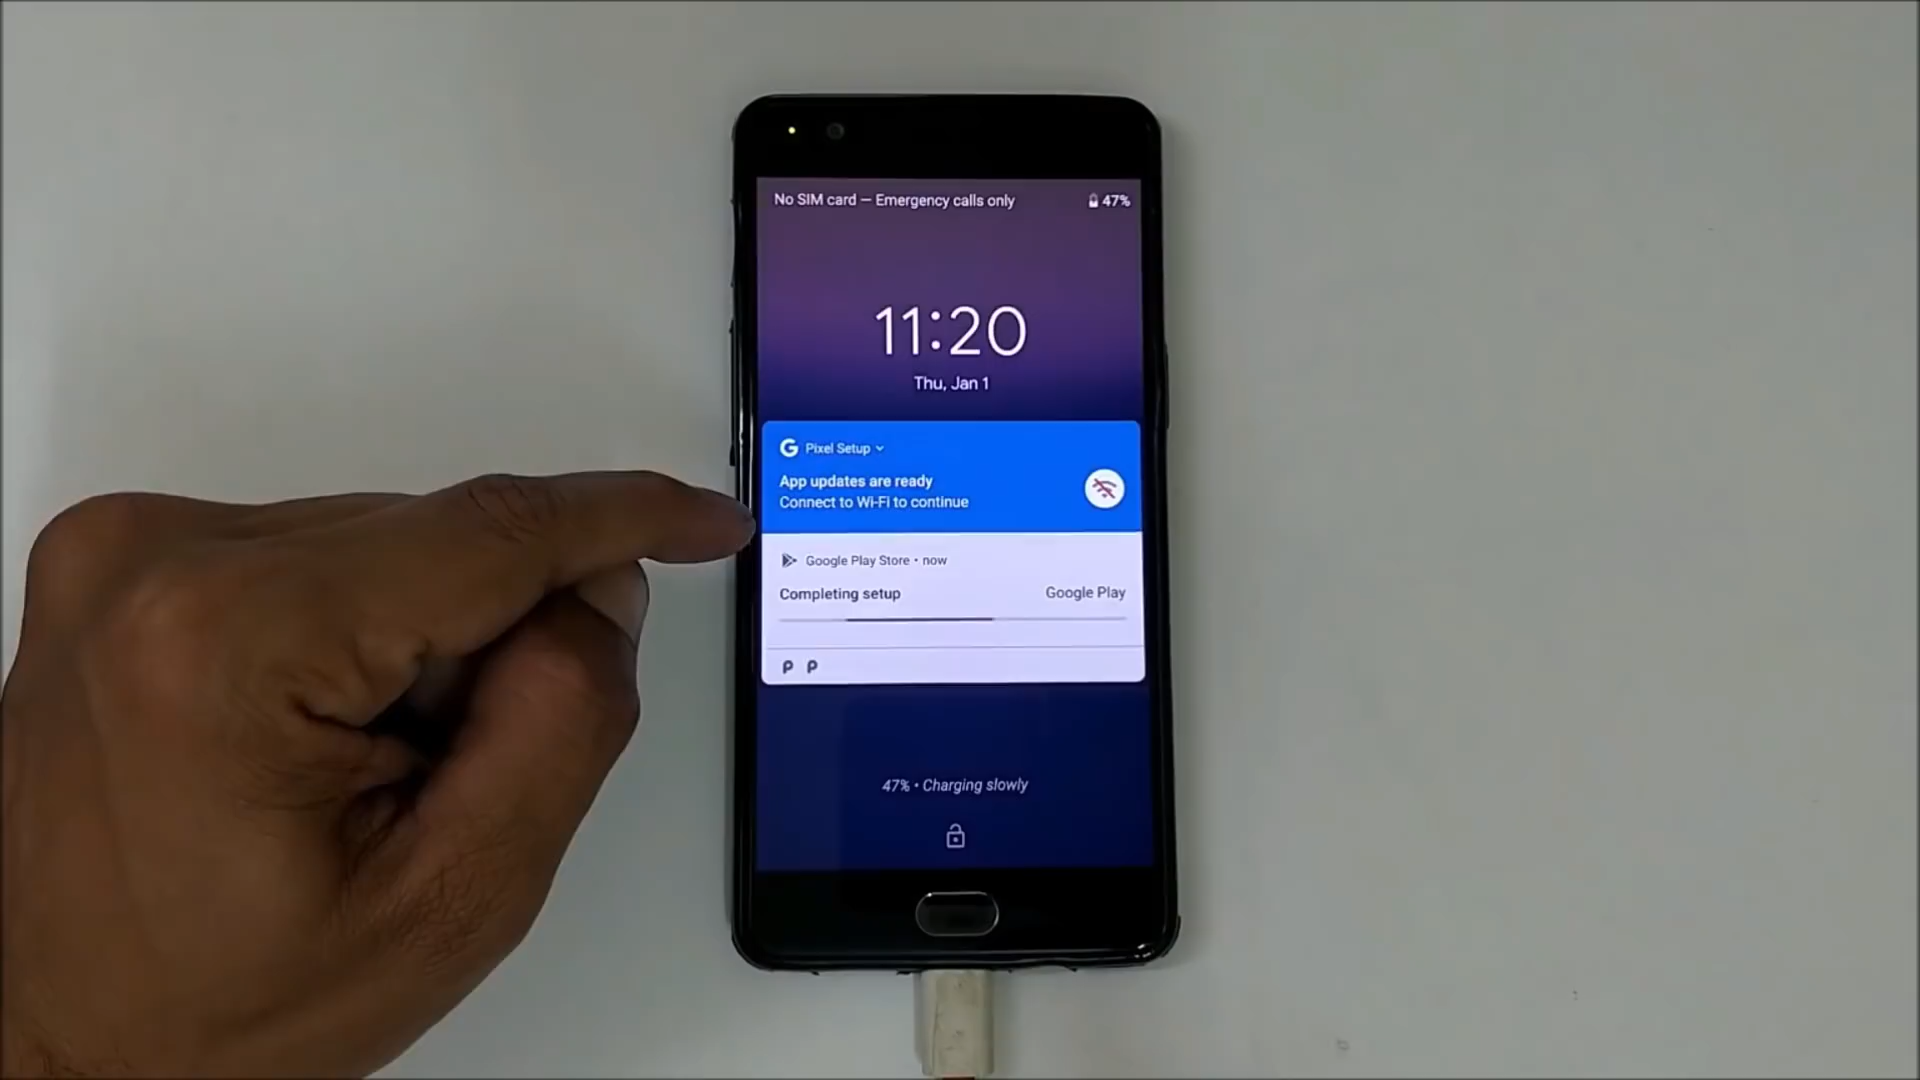 No SIM card — Emergency calls only 47%
11:20
Thu, Jan 1
G Pixel Setup
App updates are ready
Connect to Wi-Fi to continue
Google Play Store • now
Completing setup Google Play
47% • Charging slowly